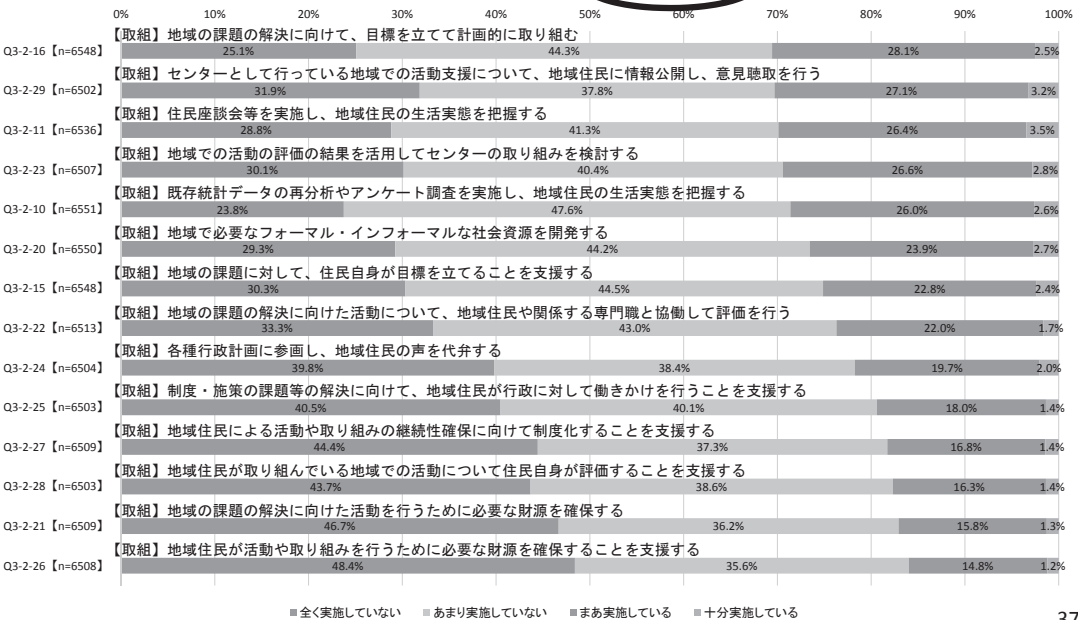 0% 10% 20% 30% 40% 50% 60% 70% 80% 90% 100%
【取組】地域の課題の解決に向けて、目標を立てて計画的に取り組む
Q3-2-16【n=6548】 25.1% 44.3% 28.1% 2.5%
【取組】センターとして行っている地域での活動支援について、地域住民に情報公開し、意見聴取を行う
Q3-2-29【n=6502】 31.9% 37.8% 27.1% 3.2%
【取組】住民座談会等を実施し、地域住民の生活実態を把握する
Q3-2-11【n=6536】 28.8% 41.3% 26.4% 3.5%
【取組】地域での活動の評価の結果を活用してセンターの取り組みを検討する
Q3-2-23【n=6507】 30.1% 40.4% 26.6% 2.8%
【取組】既存統計データの再分析やアンケート調査を実施し、地域住民の生活実態を把握する
Q3-2-10【n=6551】 23.8% 47.6% 26.0% 2.6%
【取組】地域で必要なフォーマル・インフォーマルな社会資源を開発する
Q3-2-20【n=6550】 29.3% 44.2% 23.9% 2.7%
【取組】地域の課題に対して、住民自身が目標を立てることを支援する
Q3-2-15【n=6548】 30.3% 44.5% 22.8% 2.4%
【取組】地域の課題の解決に向けた活動について、地域住民や関係する専門職と協働して評価を行う
Q3-2-22【n=6513】 33.3% 43.0% 22.0% 1.7%
【取組】各種行政計画に参画し、地域住民の声を代弁する
Q3-2-24【n=6504】 39.8% 38.4% 19.7% 2.0%
【取組】制度・施策の課題等の解決に向けて、地域住民が行政に対して働きかけを行うことを支援する
Q3-2-25【n=6503】 40.5% 40.1% 18.0% 1.4%
【取組】地域住民による活動や取り組みの継続性確保に向けて制度化することを支援する
Q3-2-27【n=6509】 44.4% 37.3% 16.8% 1.4%
【取組】地域住民が取り組んでいる地域での活動について住民自身が評価することを支援する
Q3-2-28【n=6503】 43.7% 38.6% 16.3% 1.4%
【取組】地域の課題の解決に向けた活動を行うために必要な財源を確保する
Q3-2-21【n=6509】 46.7% 36.2% 15.8% 1.3%
【取組】地域住民が活動や取り組みを行うために必要な財源を確保することを支援する
Q3-2-26【n=6508】 48.4% 35.6% 14.8% 1.2%
■全く実施していない ■あまり実施していない ■まあ実施している ■十分実施している
37